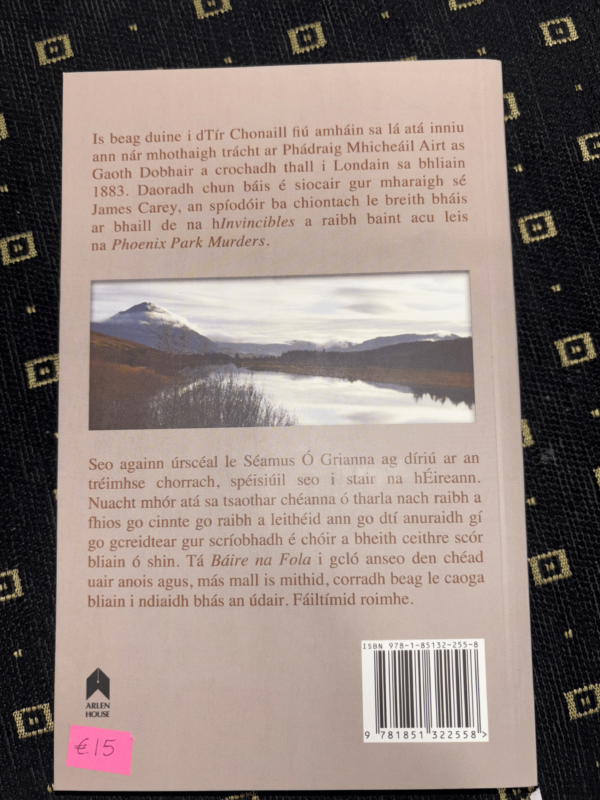 Is beag duine i dTír Chonaill fiú amháin sa lá atá inniu
ann nár mhothaigh trácht ar Phádraig Mhicheáil Airt as
Gaoth Dobhair a crochadh thall i Londain sa bhliain
1883. Daoradh chun báis é siocair gur mharaigh sé
James Carey, an spíodóir ba chiontach le breith bháis
ar bhaill de na hInvincibles a raibh baint acu leis
na Phoenix Park Murders.
Seo againn úrscéal le Séamus Ó Grianna ag díriú ar an
tréimhse chorrach, spéisiúil seo i stair na hÉireann.
Nuacht mhór atá sa tsaothar chéanna ó tharla nach raibh a
fhios go cinnte go raibh a leithéid ann go dtí anuraidh gí
go gcreidtear gur scríobhadh é chóir a bheith ceithre scór
bliain ó shin. Tá Báire na Fola i gcló anseo den chéad
uair anois agus, más mall is mithid, corradh beag le caoga
bliain i ndiaidh bhás an údair. Fáiltímid roimhe.
ISBN 978-1-85132-255-8
9 781851 322558 >
ARLEN
HOUSE
€15